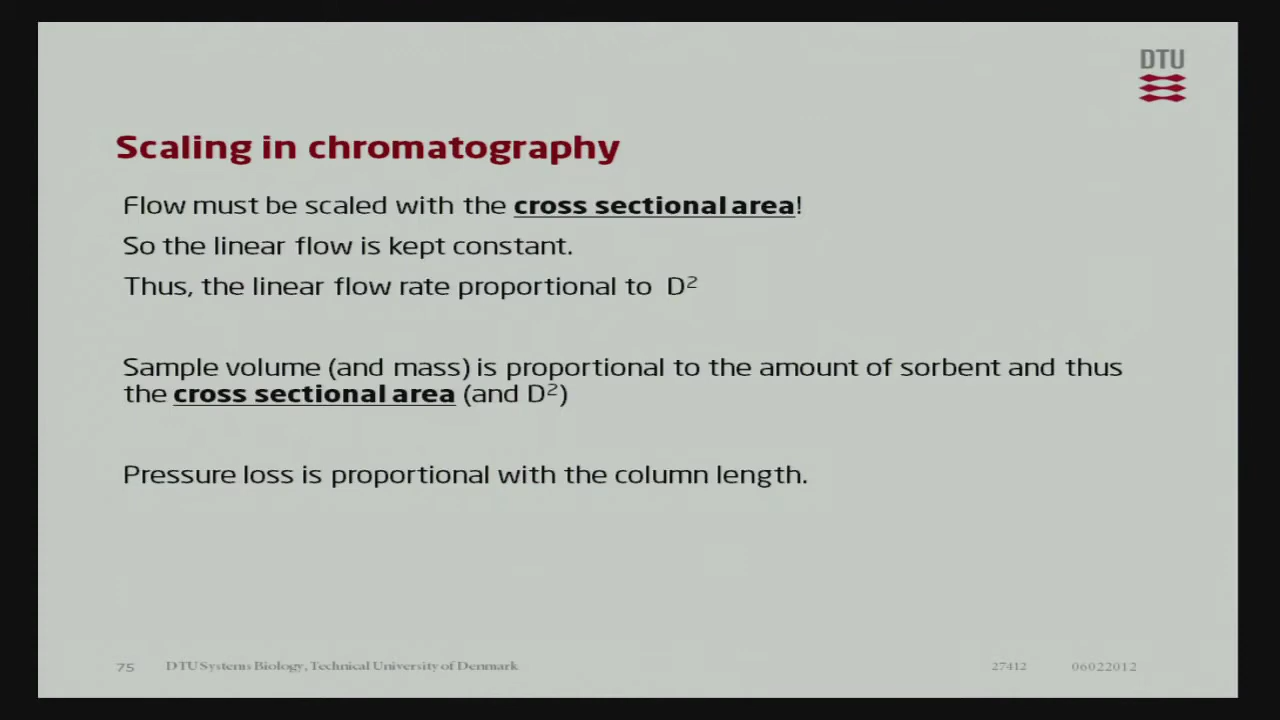 DTU
Scaling in chromatography
Flow must be scaled with the cross sectional area!
So the linear flow is kept constant.
Thus, the linear flow rate proportional to D²
Sample volume (and mass) is proportional to the amount of sorbent and thus
the cross sectional area (and D²)
Pressure loss is proportional with the column length.
75 DTU Systems Biology, Technical University of Denmark 27412 06022012